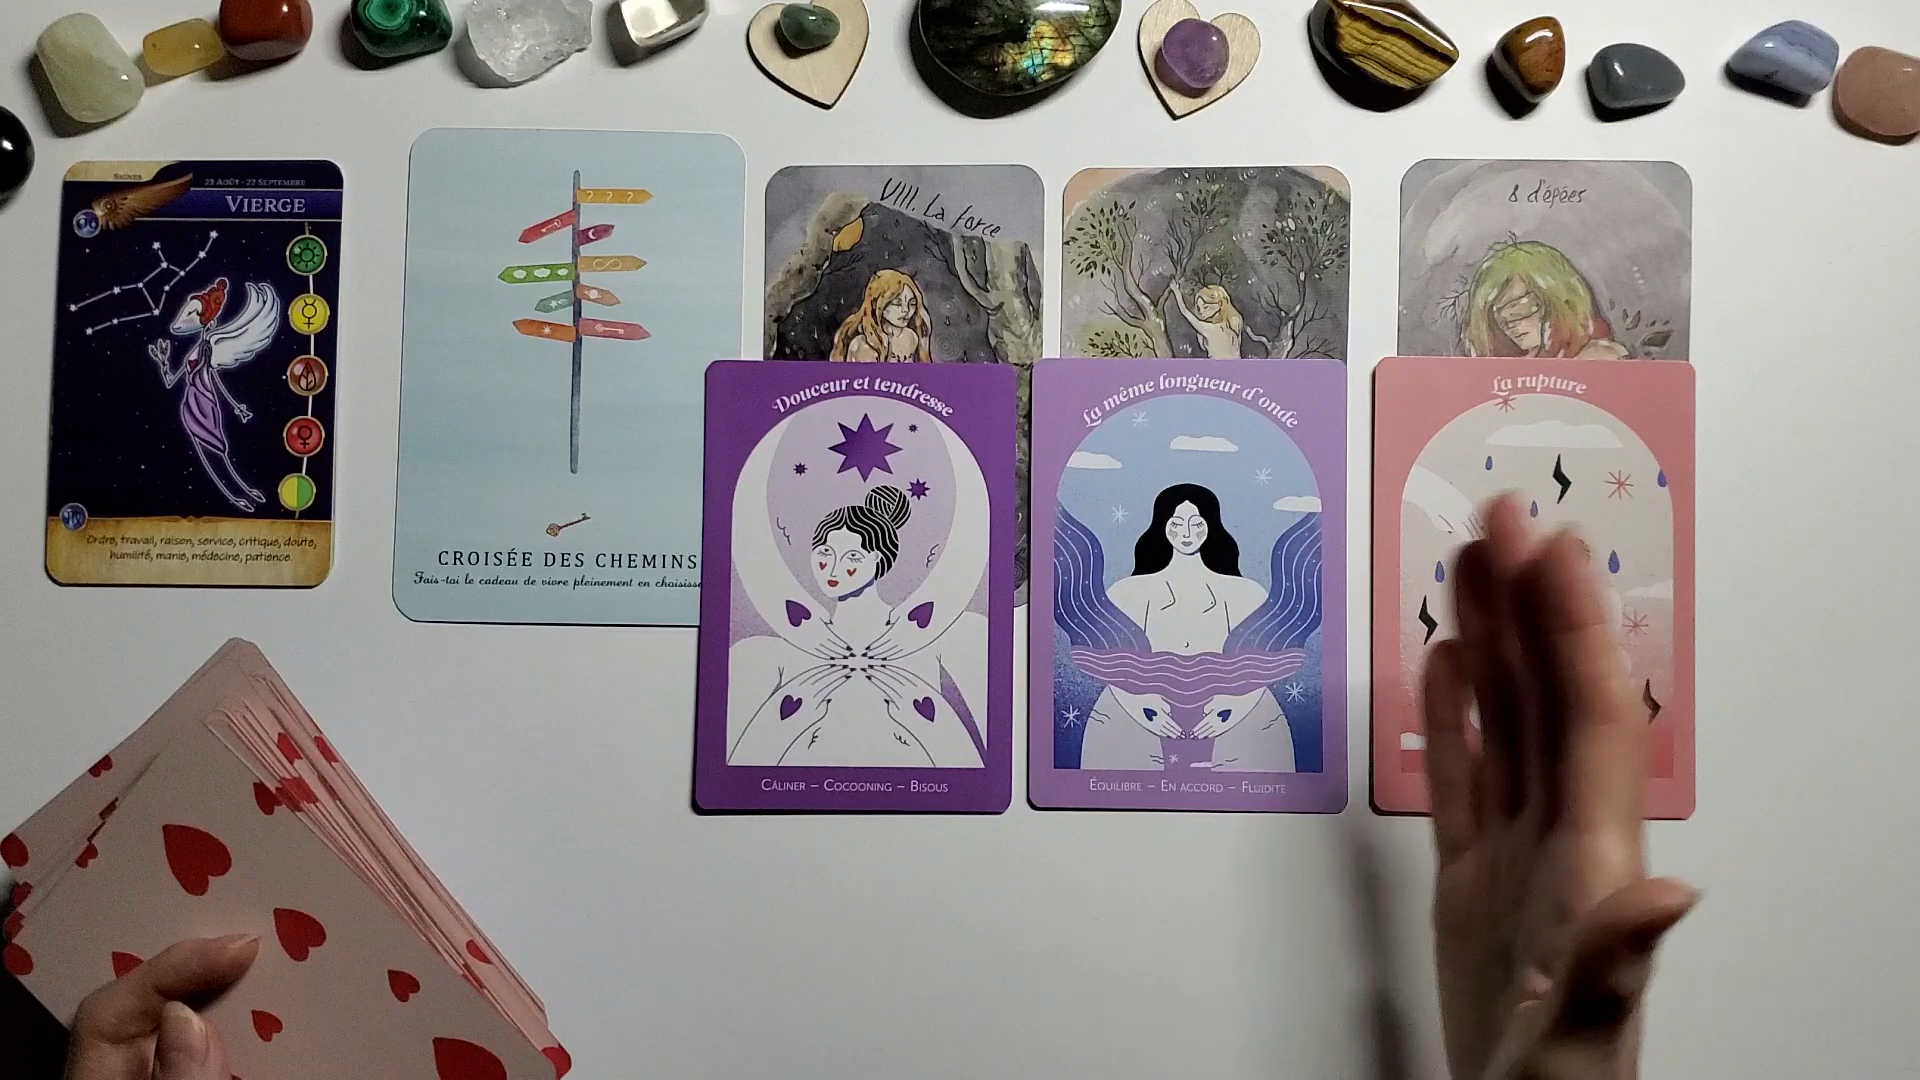 Signes
23 Août - 22 Septembre
VIERGE
Ordre, travail, raison, service, critique, doute,
humilité, manie, médecine, patience.
? ? ?
CROISÉE DES CHEMINS
Fais-toi le cadeau de vivre pleinement en
VIII. La force
8 d'épées
Douceur et tendresse
CÂLINER – COCOONING – BISOUS
La même longueur d'onde
ÉQUILIBRE – EN ACCORD – FLUIDITÉ
La rupture